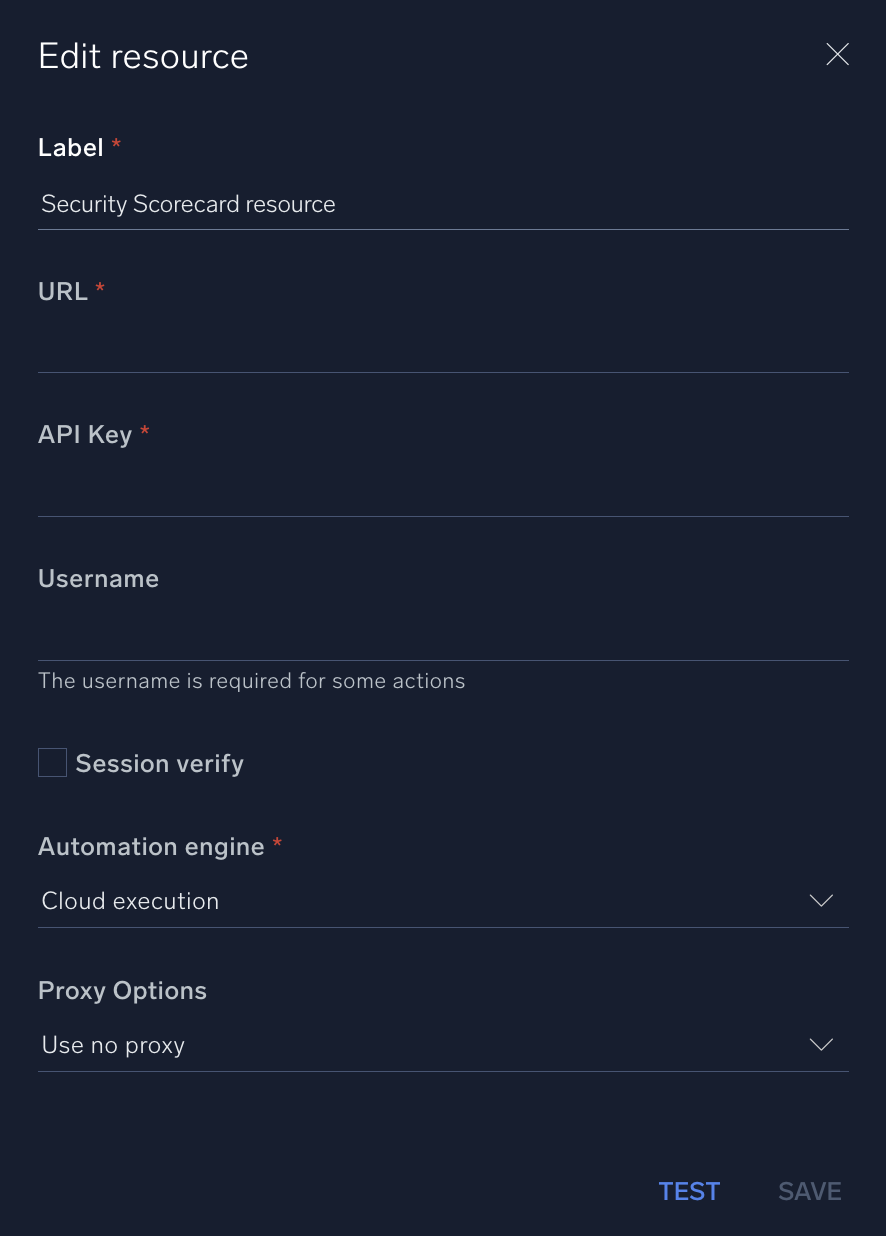 Edit resource
Label *
Security Scorecard resource
URL *
API Key *
Username
The username is required for some actions
Session verify
Automation engine *
Cloud execution
Proxy Options
Use no proxy
TEST SAVE